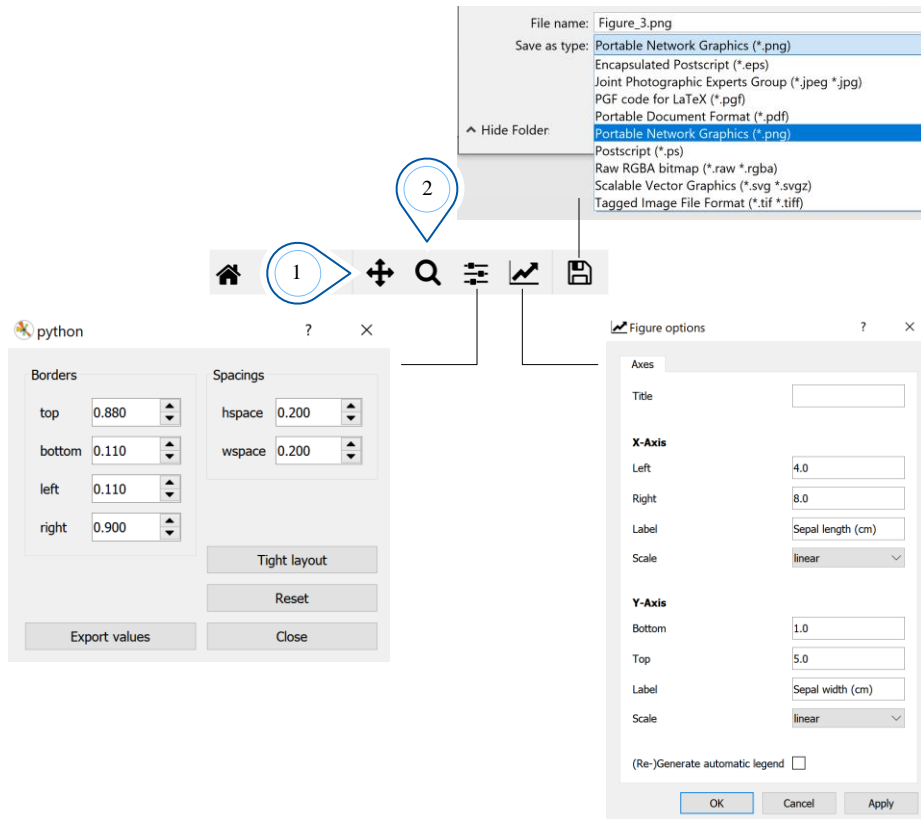 File name: Figure_3.png
Save as type: Portable Network Graphics (*.png)
Encapsulated Postscript (*.eps)
Joint Photographic Experts Group (*.jpeg *.jpg)
PGF code for LaTeX (*.pgf)
Portable Document Format (*.pdf)
Hide Folder
Portable Network Graphics (*.png)
Postscript (*.ps)
Raw RGBA bitmap (*.raw *.rgba)
Scalable Vector Graphics (*.svg *.svgz)
Tagged Image File Format (*.tif *.tiff)
2
1
python ?
Borders
top 0.880
bottom 0.110
left 0.110
right 0.900
Spacings
hspace 0.200
wspace 0.200
Tight layout
Reset
Export values
Close
Figure options ?
Axes
Title
X-Axis
Left 4.0
Right 8.0
Label Sepal length (cm)
Scale linear
Y-Axis
Bottom 1.0
Top 5.0
Label Sepal width (cm)
Scale linear
(Re-)Generate automatic legend
OK Cancel Apply